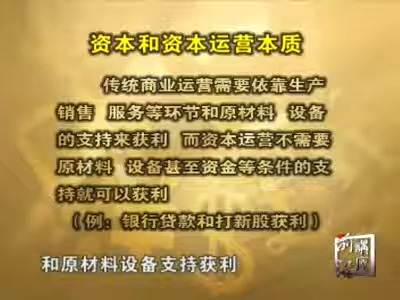 资本和资本运营本质
传统商业运营需要依靠生产
销售 服务等环节和原材料 设备
的支持来获利 而资本运营不需要
原材料 设备甚至资金等条件的支
持就可以获利
（例：银行贷款和打新股获利）
和原材料设备支持获利